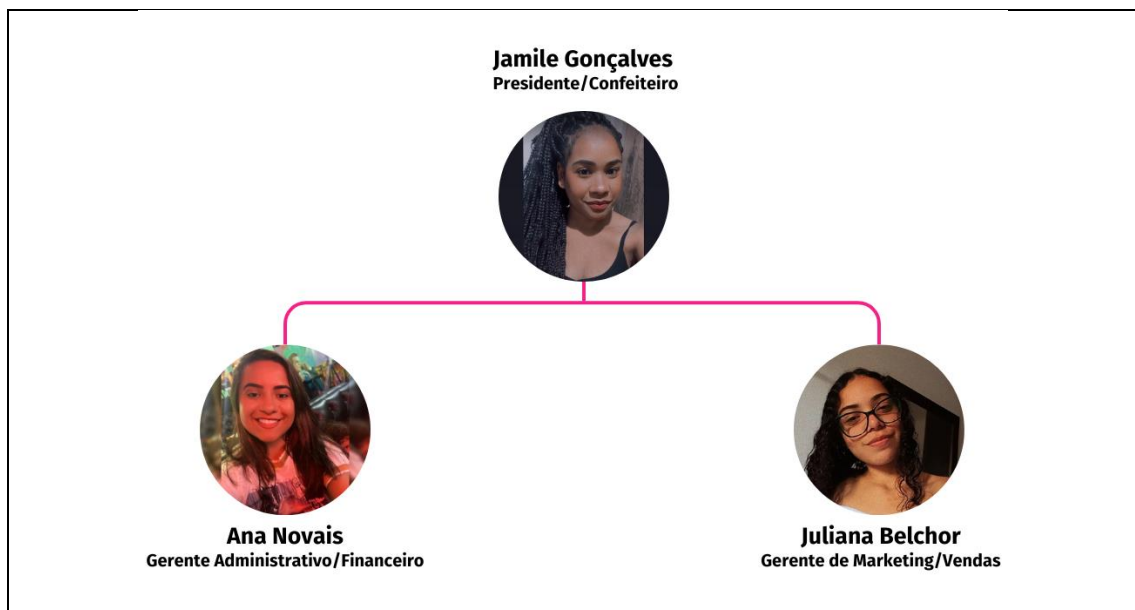 Jamile Gonçalves
Presidente/Confeiteiro
Ana Novais
Gerente Administrativo/Financeiro
Juliana Belchor
Gerente de Marketing/Vendas